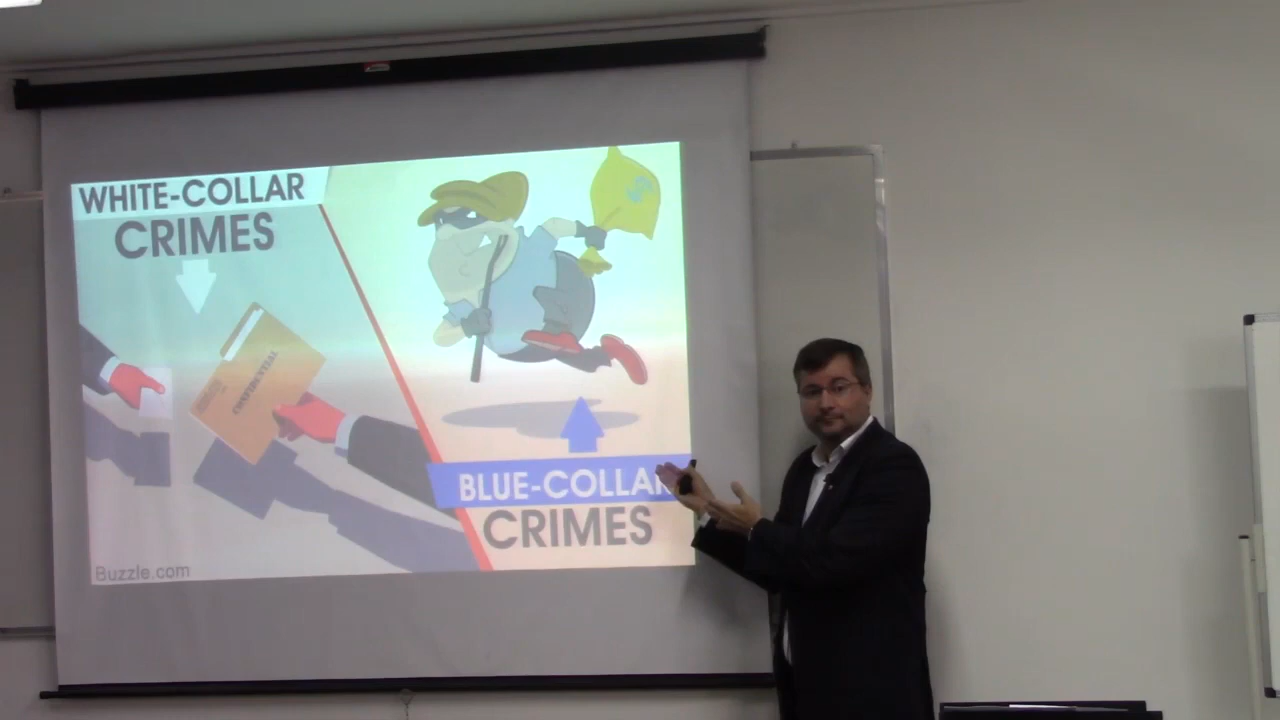 WHITE-COLLAR
CRIMES
CONFIDENTIAL
$
BLUE-COLLAR
CRIMES
Buzzle.com